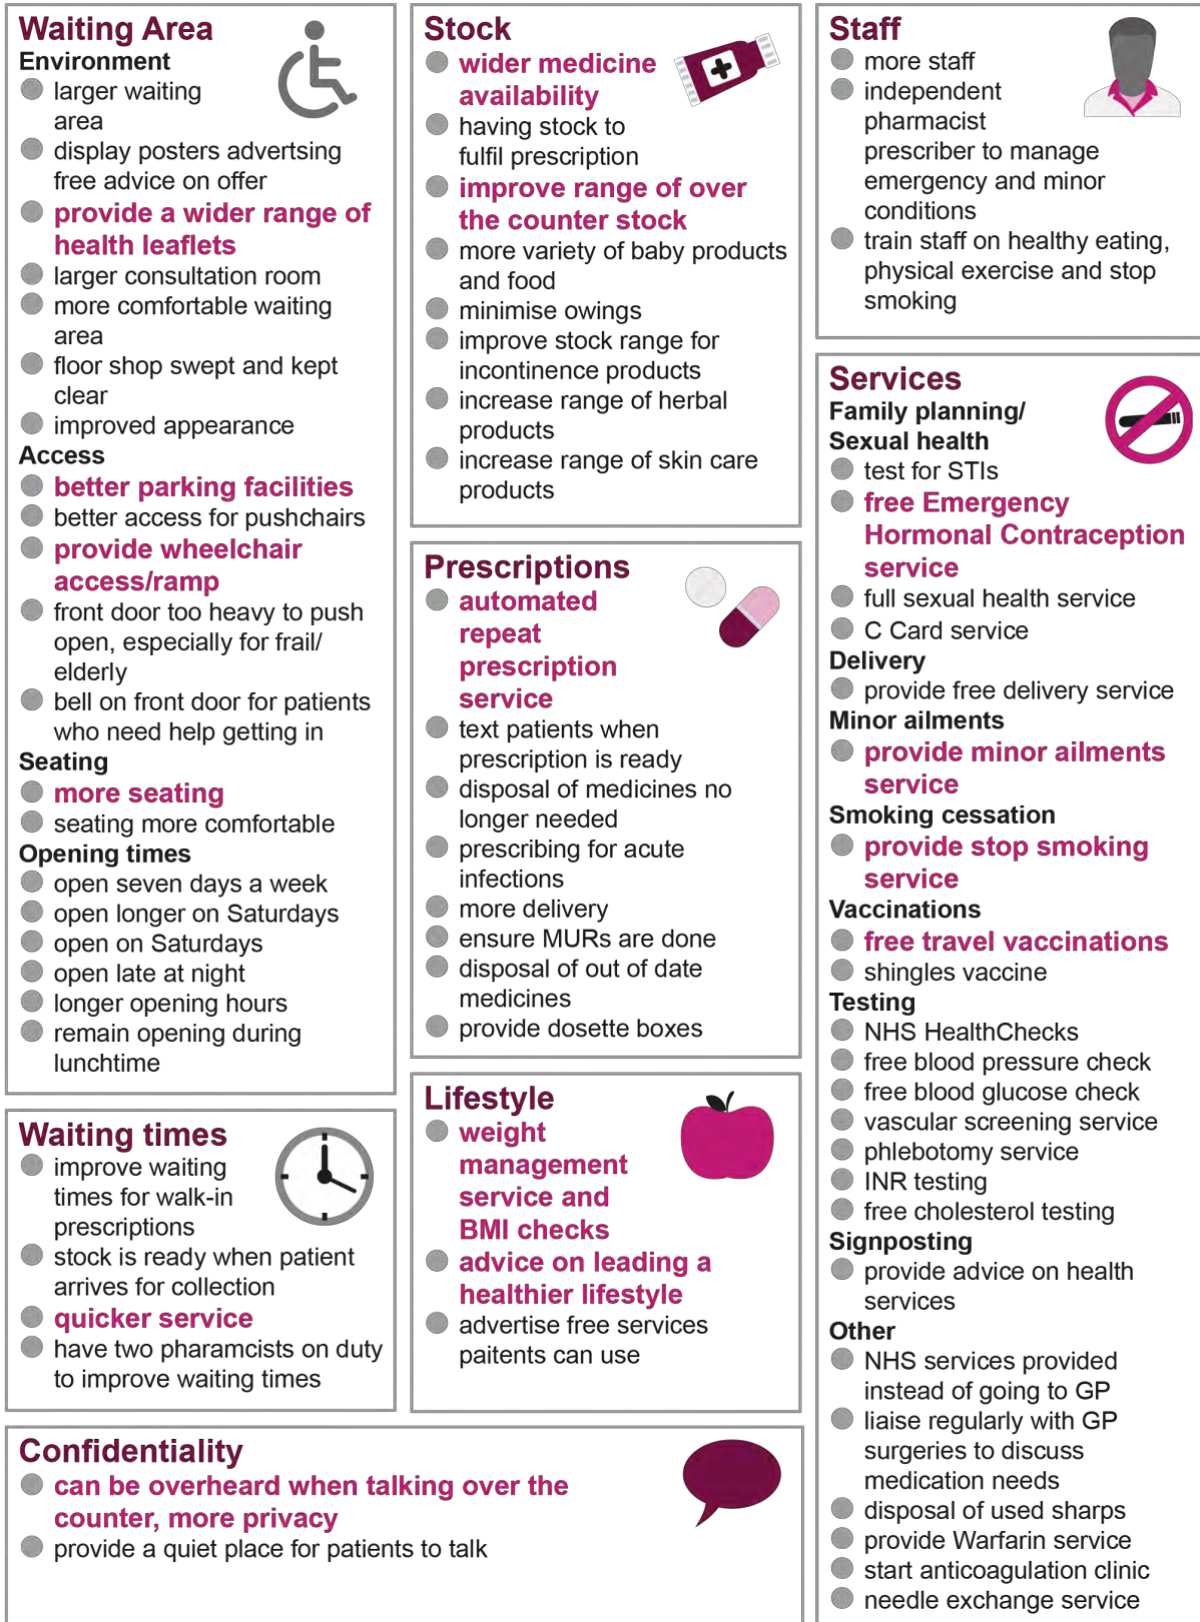 Waiting Area
Environment
larger waiting
area
display posters advertsing
free advice on offer
provide a wider range of
health leaflets
larger consultation room
more comfortable waiting
area
floor shop swept and kept
clear
improved appearance
Access
better parking facilities
better access for pushchairs
provide wheelchair
access/ramp
front door too heavy to push
open, especially for frail/
elderly
bell on front door for patients
who need help getting in
Seating
more seating
seating more comfortable
Opening times
open seven days a week
open longer on Saturdays
open on Saturdays
open late at night
longer opening hours
remain opening during
lunchtime
Waiting times
improve waiting
times for walk-in
prescriptions
stock is ready when patient
arrives for collection
quicker service
have two pharamcists on duty
to improve waiting times
Confidentiality
can be overheard when talking over the
counter, more privacy
provide a quiet place for patients to talk
Stock
wider medicine
availability
having stock to
fulfil prescription
improve range of over
the counter stock
more variety of baby products
and food
minimise owings
improve stock range for
incontinence products
increase range of herbal
products
increase range of skin care
products
Prescriptions
automated
repeat
prescription
service
text patients when
prescription is ready
disposal of medicines no
longer needed
prescribing for acute
infections
more delivery
ensure MURs are done
disposal of out of date
medicines
provide dosette boxes
Lifestyle
weight
management
service and
BMI checks
advice on leading a
healthier lifestyle
advertise free services
paitents can use
Staff
more staff
independent
pharmacist
prescriber to manage
emergency and minor
conditions
train staff on healthy eating,
physical exercise and stop
smoking
Services
Family planning/
Sexual health
test for STIs
free Emergency
Hormonal Contraception
service
full sexual health service
C Card service
Delivery
provide free delivery service
Minor ailments
provide minor ailments
service
Smoking cessation
provide stop smoking
service
Vaccinations
free travel vaccinations
shingles vaccine
Testing
NHS HealthChecks
free blood pressure check
free blood glucose check
vascular screening service
phlebotomy service
INR testing
free cholesterol testing
Signposting
provide advice on health
services
Other
NHS services provided
instead of going to GP
liaise regularly with GP
surgeries to discuss
medication needs
disposal of used sharps
provide Warfarin service
start anticoagulation clinic
needle exchange service